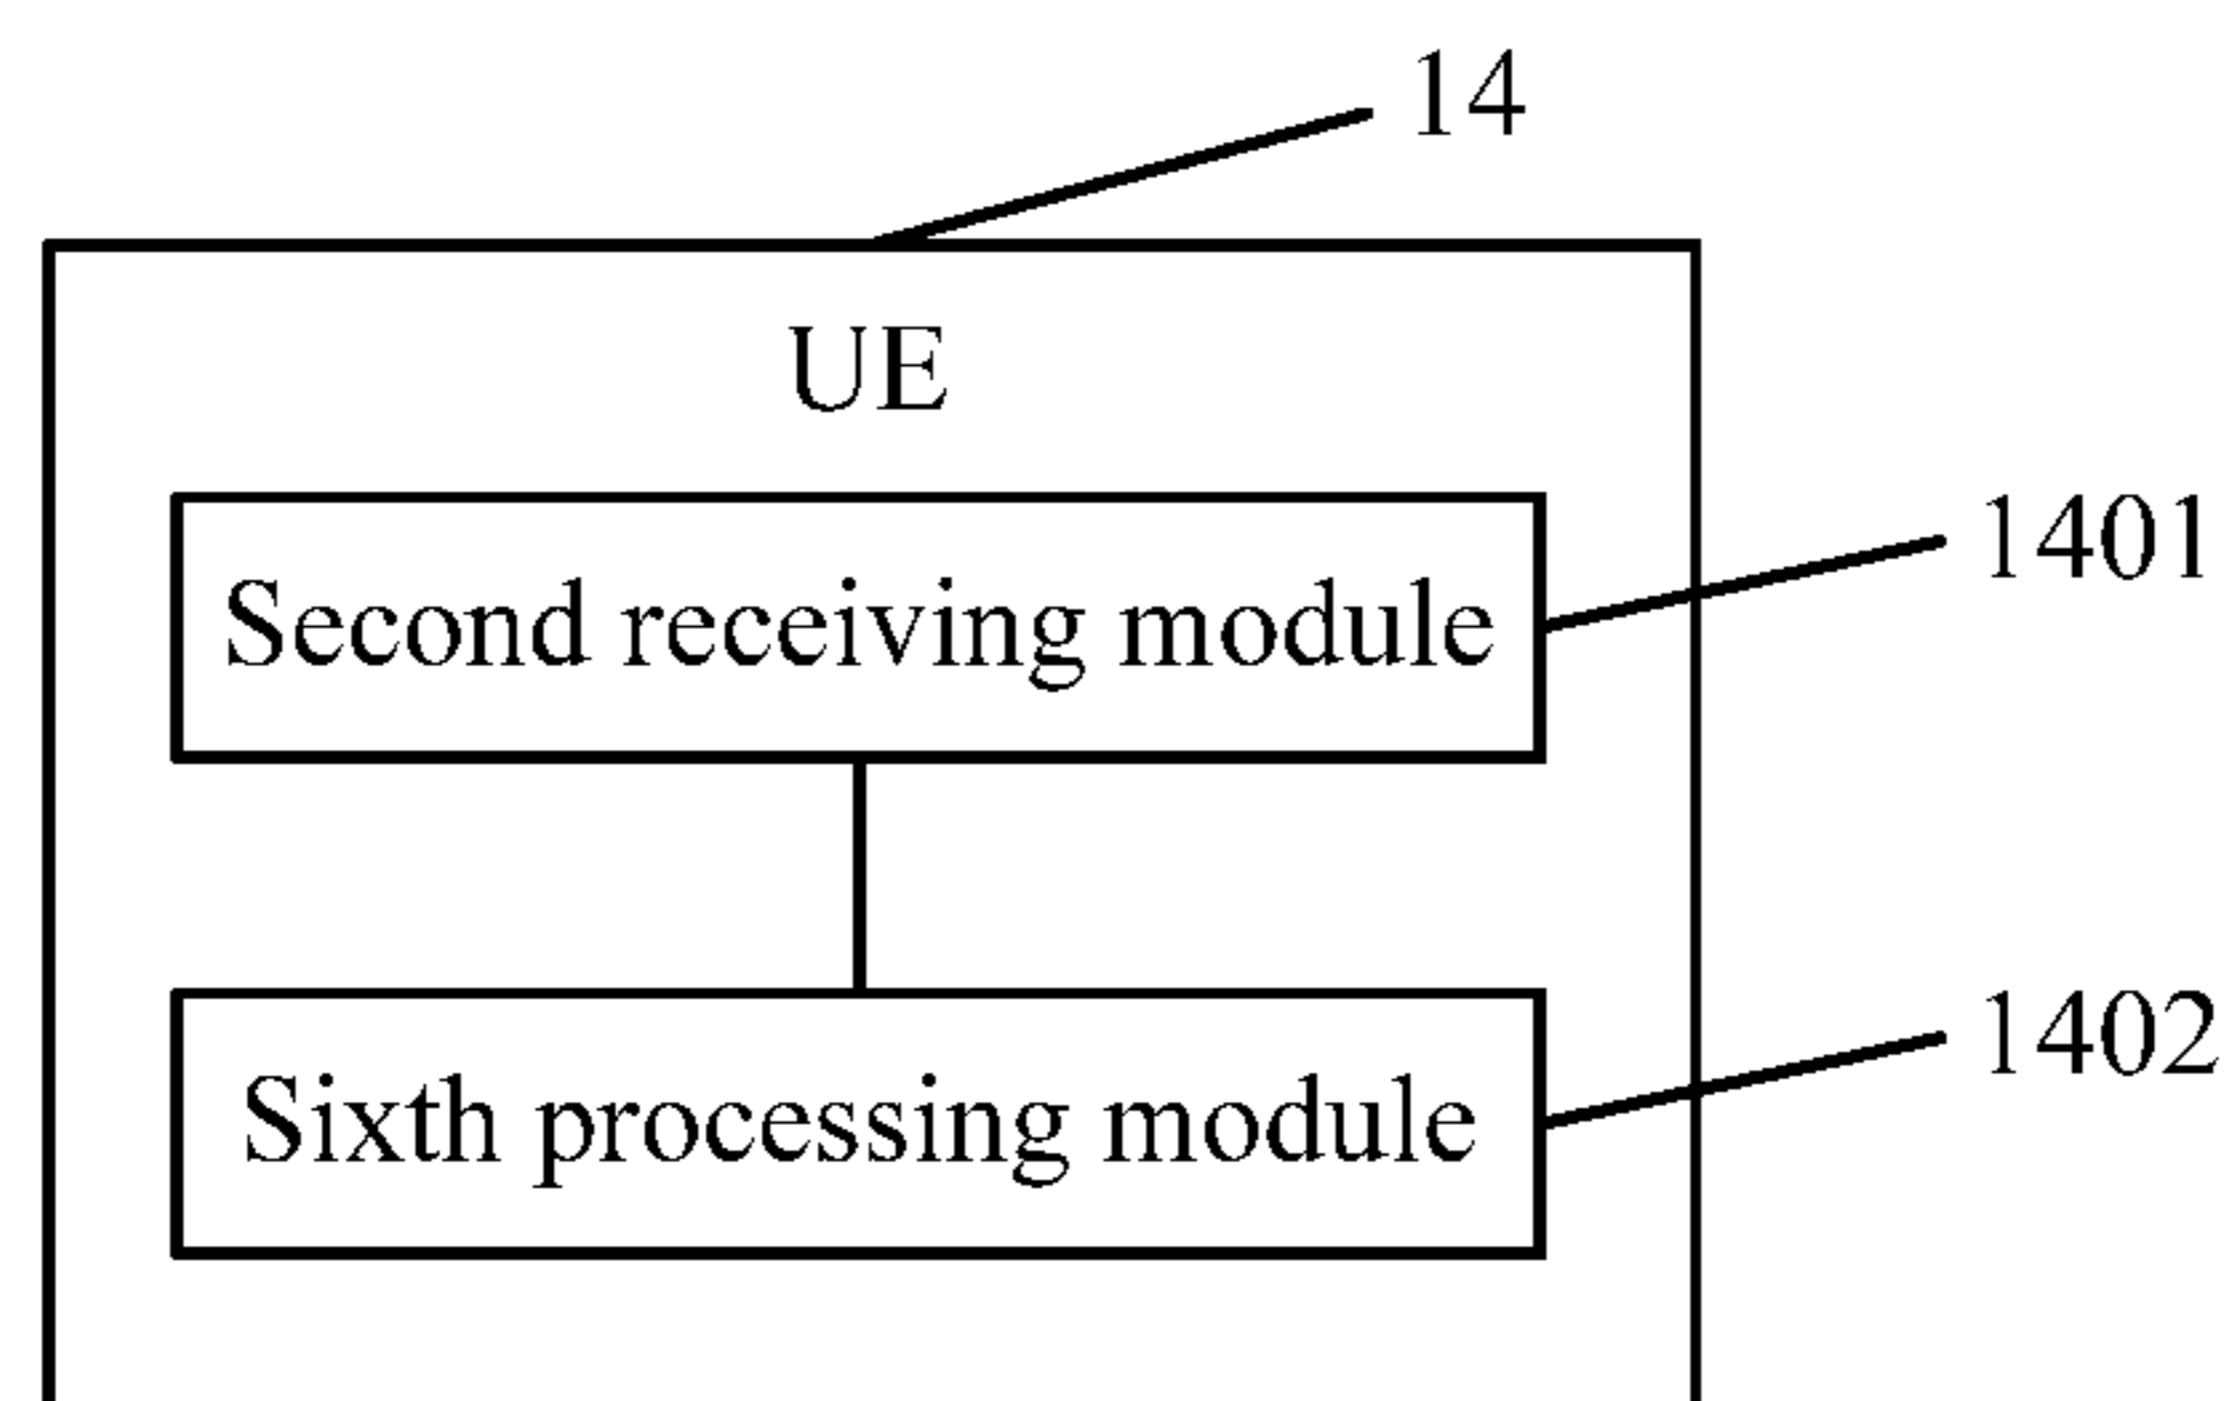 14
UE
1401
Second receiving module
1402
Sixth processing module